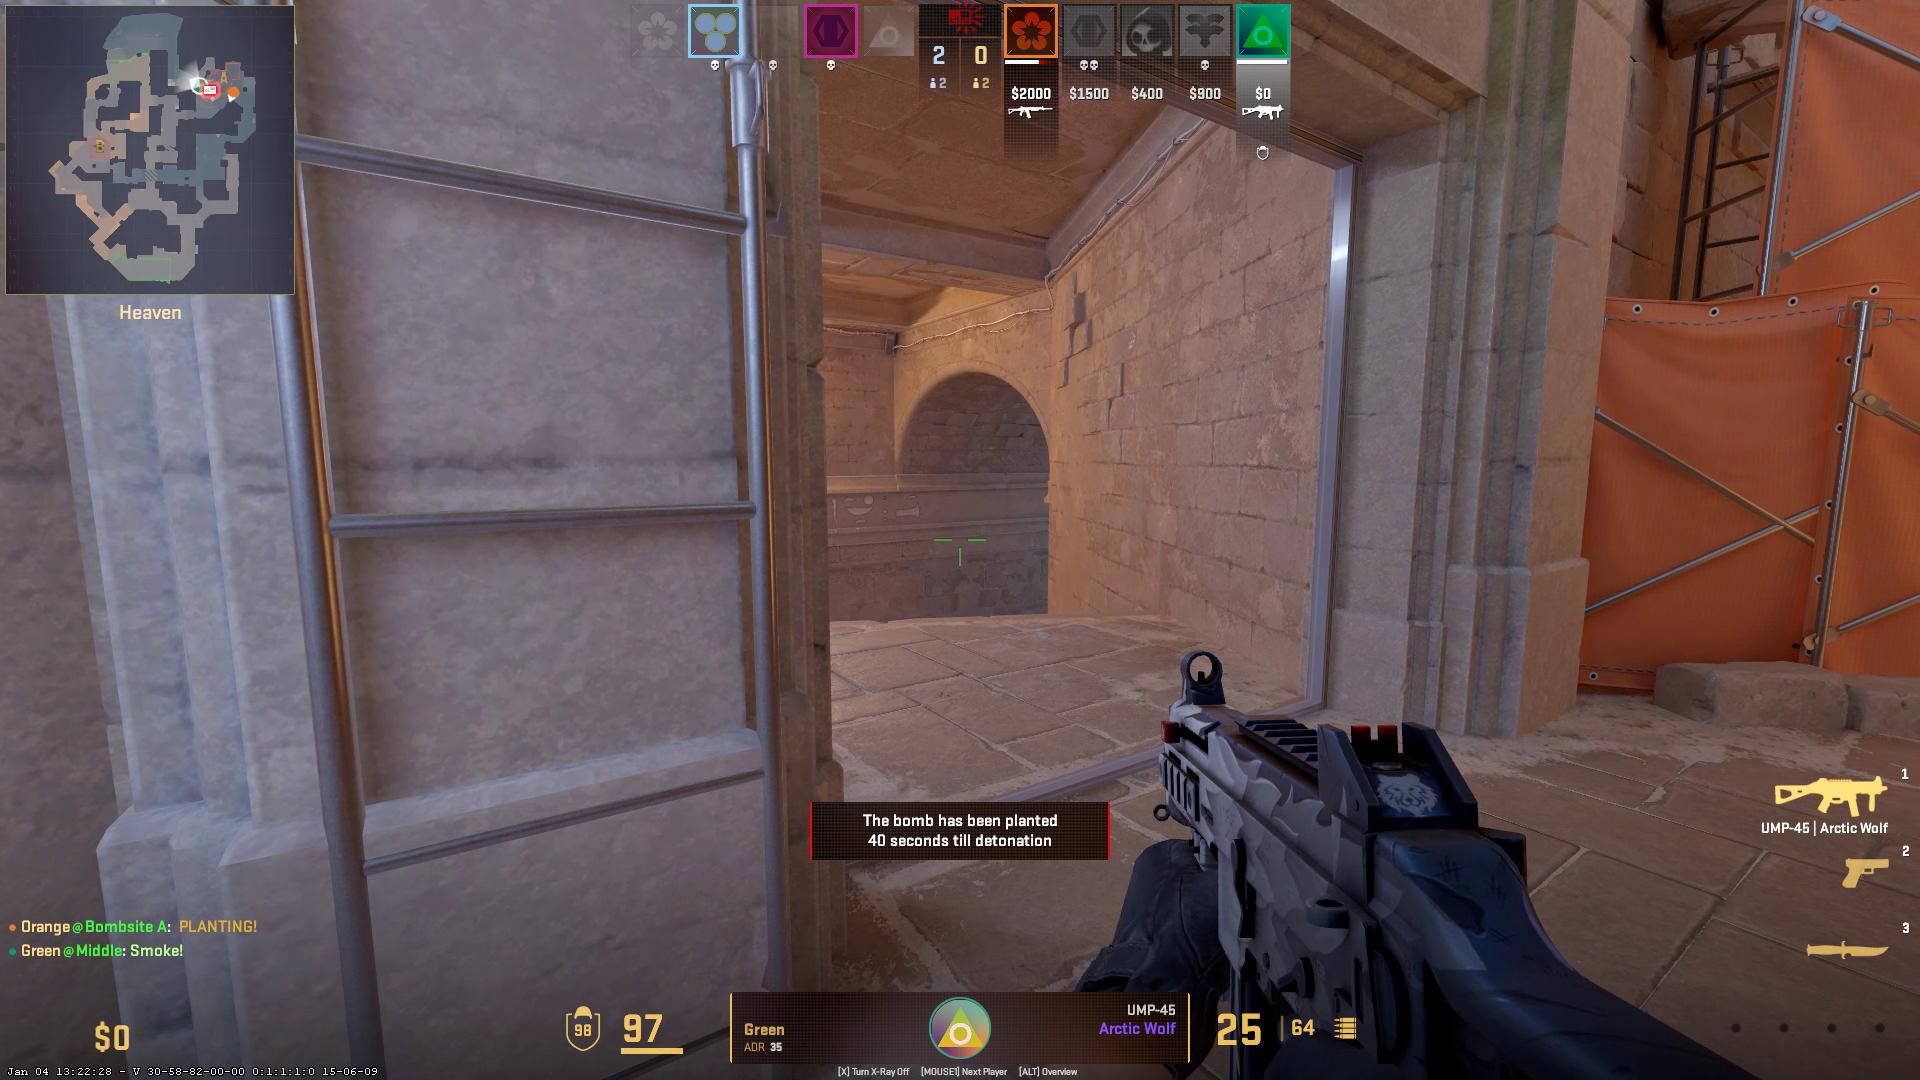 A
B
Heaven
2
0
2
2
$2000
$1500
$400
$900
$0
The bomb has been planted
40 seconds till detonation
1
UMP-45 | Arctic Wolf
2
3
Orange @ Bombsite A: PLANTING!
Green @ Middle: Smoke!
$0
98
97
Green
ADR 35
UMP-45
Arctic Wolf
25 | 64
[X] Turn X-Ray Off [MOUSE1] Next Player [ALT] Overview
Jan 04 13:22:28 - V 30-58-82-00-00 0:1:1:1:0 15-06-09